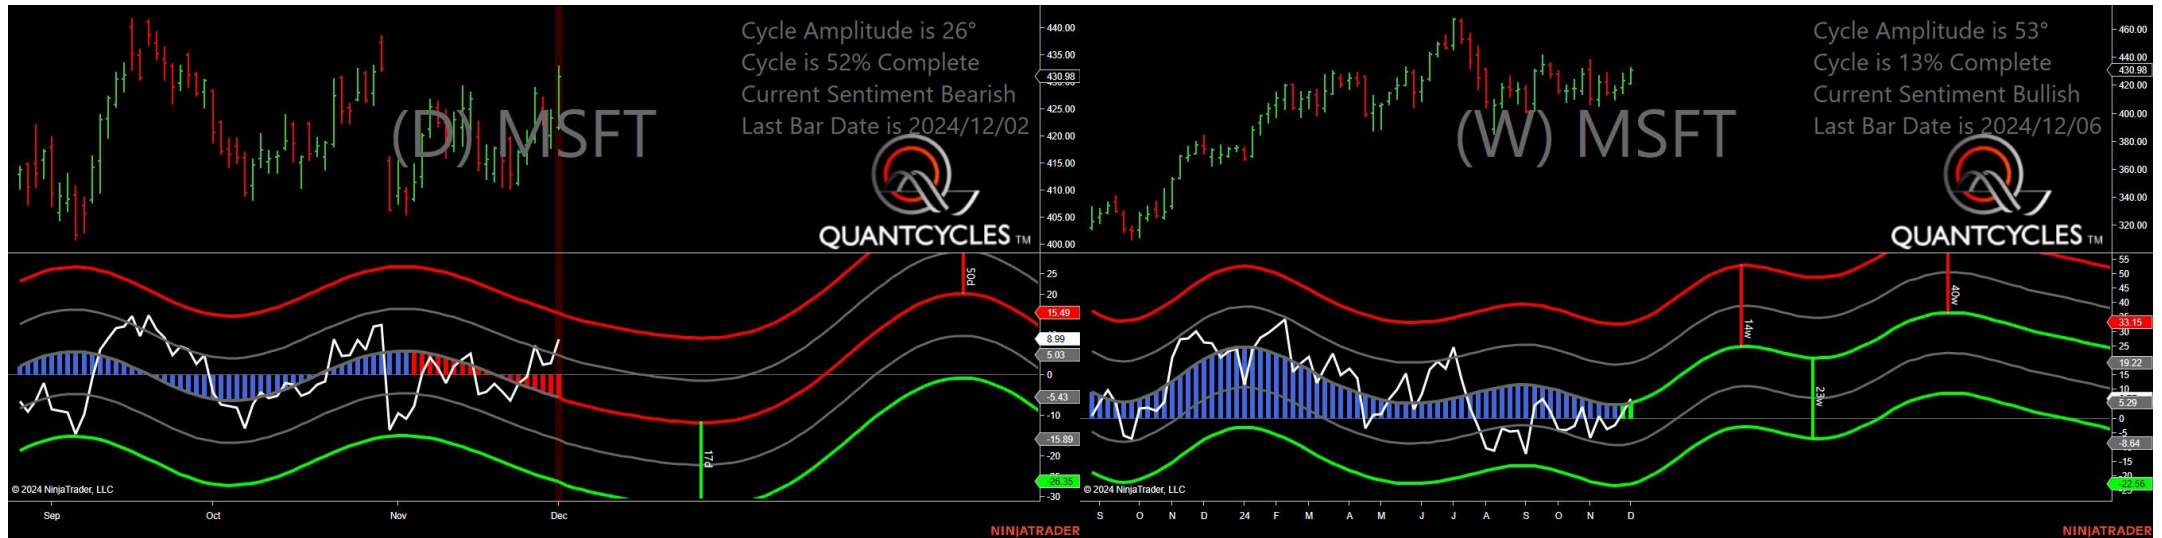 Cycle Amplitude is 26°
Cycle is 52% Complete
Current Sentiment Bearish
Last Bar Date is 2024/12/02
(D) MSFT
QUANTCYCLES TM
440.00
435.00
430.98
425.00
420.00
415.00
410.00
405.00
400.00
50d
17d
25
20
15.49
8.99
5.03
0
-5.43
-10
-15.89
-20
-26.35
-30
© 2024 NinjaTrader, LLC
Sep
Oct
Nov
Dec
NINJATRADER
Cycle Amplitude is 53°
Cycle is 13% Complete
Current Sentiment Bullish
Last Bar Date is 2024/12/06
(W) MSFT
QUANTCYCLES TM
460.00
440.00
430.98
420.00
400.00
380.00
360.00
340.00
320.00
14w
23w
40w
55
50
45
40
33.15
30
25
19.22
15
10
5.29
0
-5
-8.64
-15
-22.56
© 2024 NinjaTrader, LLC
S O N D 24 F M A M J J A S O N D
NINJATRADER